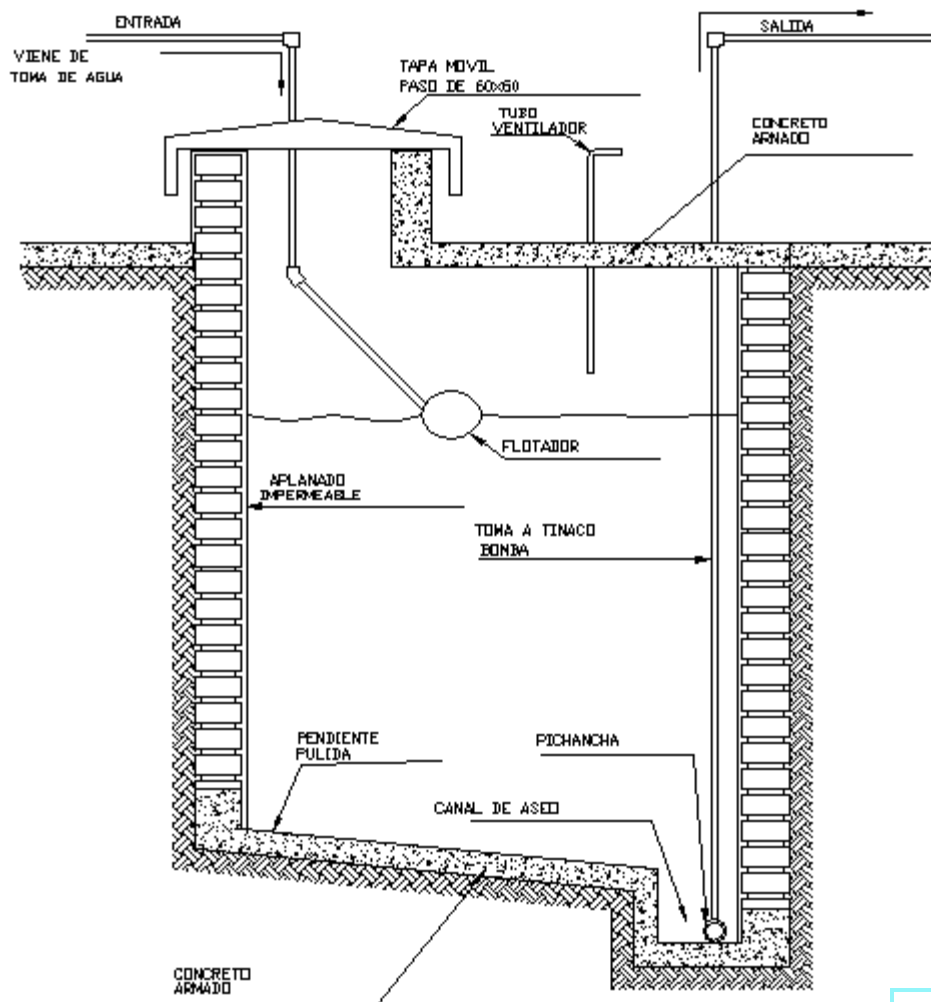 ENTRADA
SALIDA
VIENE DE
TOMA DE AGUA
TAPA MOVIL
PASO DE 60x60
TUBO
VENTILADOR
CONCRETO
ARMADO
FLOTADOR
APLANADO
IMPERMEABLE
TOMA A TINACO
BOMBA
PENDIENTE
PULIDA
PICHANCHA
CANAL DE ASEO
CONCRETO
ARMADO